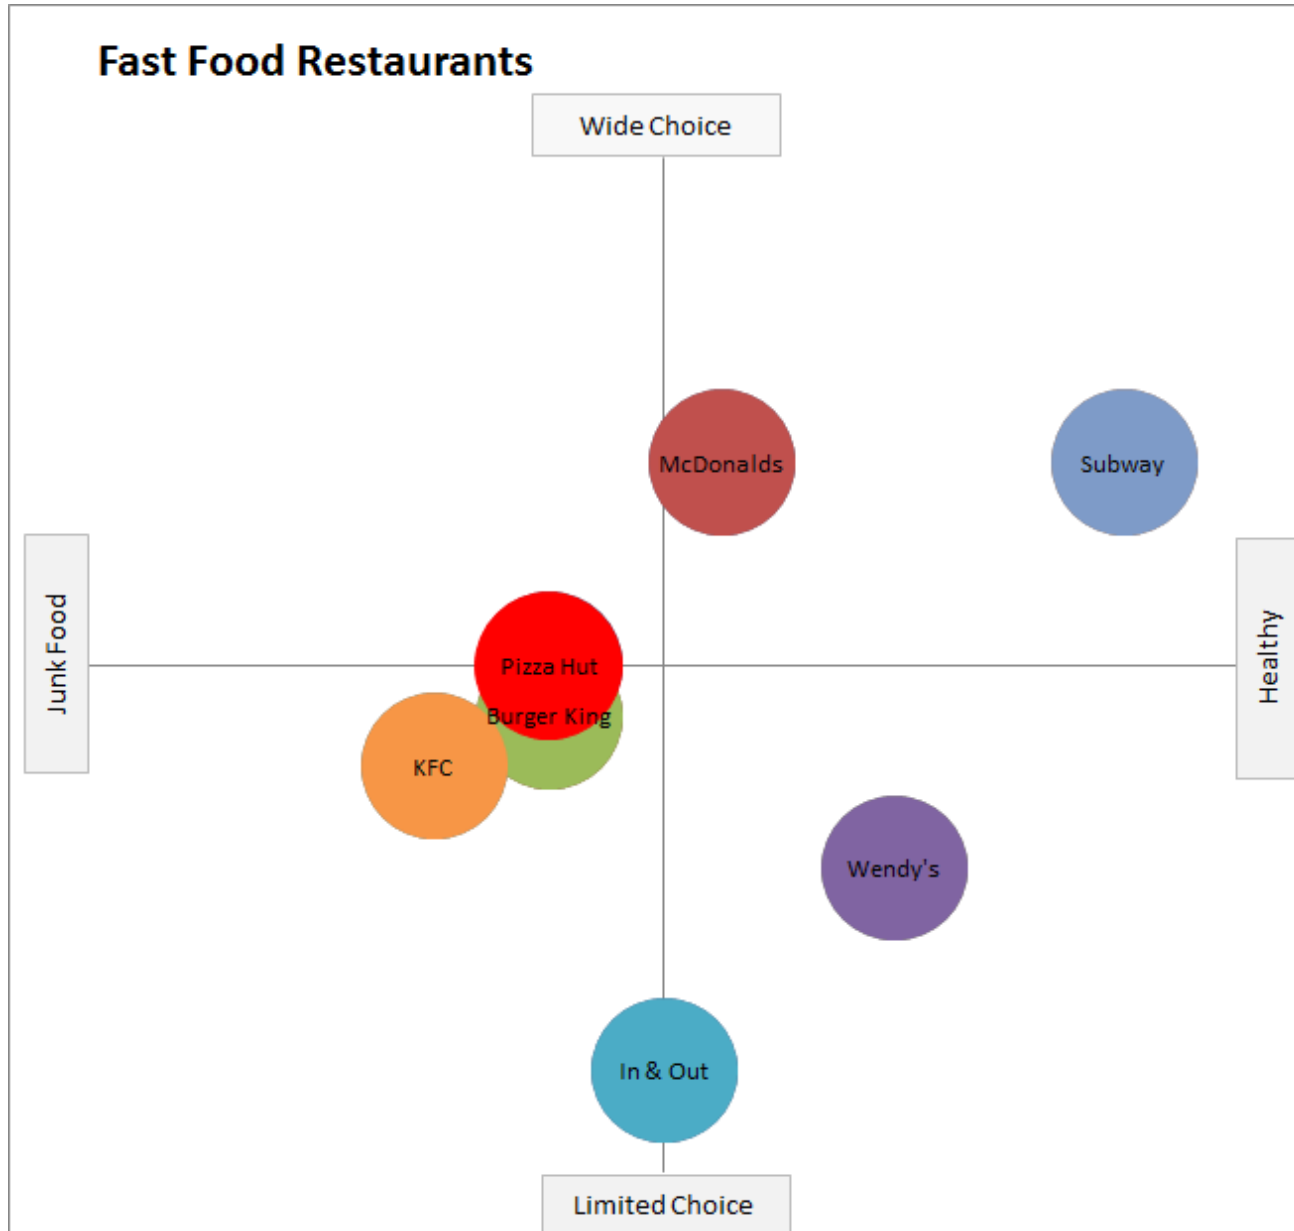 Fast Food Restaurants
Wide Choice
McDonalds
Subway
Junk Food
Pizza Hut
Healthy
Burger King
KFC
Wendy's
In & Out
Limited Choice